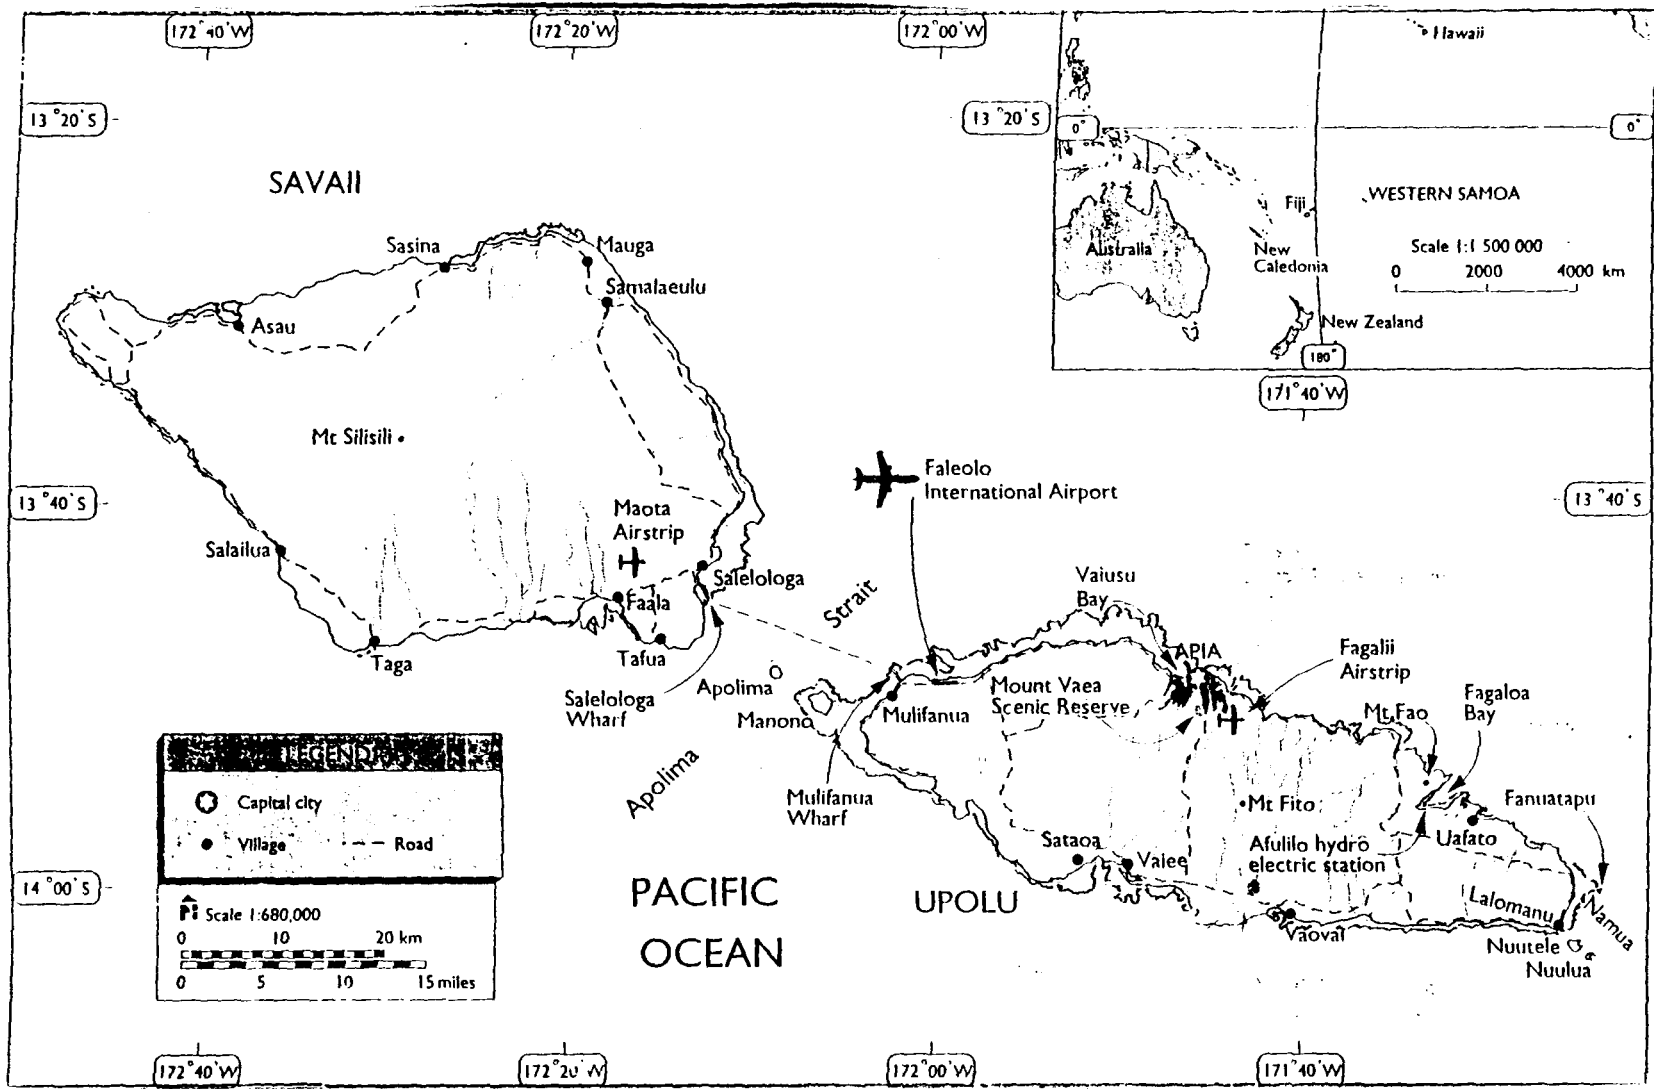 172°40'W
172°20'W
172°00'W
Hawaii
13°20'S
13°20'S
0°
0°
SAVAII
WESTERN SAMOA
Fiji
Australia
New
Caledonia
Scale 1:1 500 000
0 2000 4000 km
New Zealand
180°
171°40'W
Sasina
Mauga
Samalaeulu
Asau
Mt Silisili
Faleolo
International Airport
13°40'S
13°40'S
Maota
Airstrip
Salailua
Salelologa
Faala
Taga
Tafua
Strait
Vaiusu
Bay
APIA
Fagalii
Airstrip
Salelologa
Wharf
Apolima
Manono
Mulifanua
Mount Vaea
Scenic Reserve
Mt Fao
Fagaloa
Bay
LEGEND
Capital city
Village
Road
Apolima
Mulifanua
Wharf
Mt Fito
Fanuatapu
Uafato
Sataoa
Vaiee
Afulilo hydro
electric station
14°00'S
PACIFIC
OCEAN
UPOLU
Lalomanu
Namua
Vaovai
Nuutele
Nuulua
Scale 1:680,000
0 10 20 km
0 5 10 15 miles
172°40'W
172°20'W
172°00'W
171°40'W